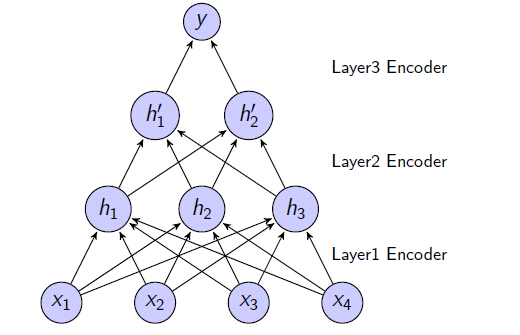 y
Layer3 Encoder
h′₁ h′₂
Layer2 Encoder
h₁ h₂ h₃
Layer1 Encoder
x₁ x₂ x₃ x₄